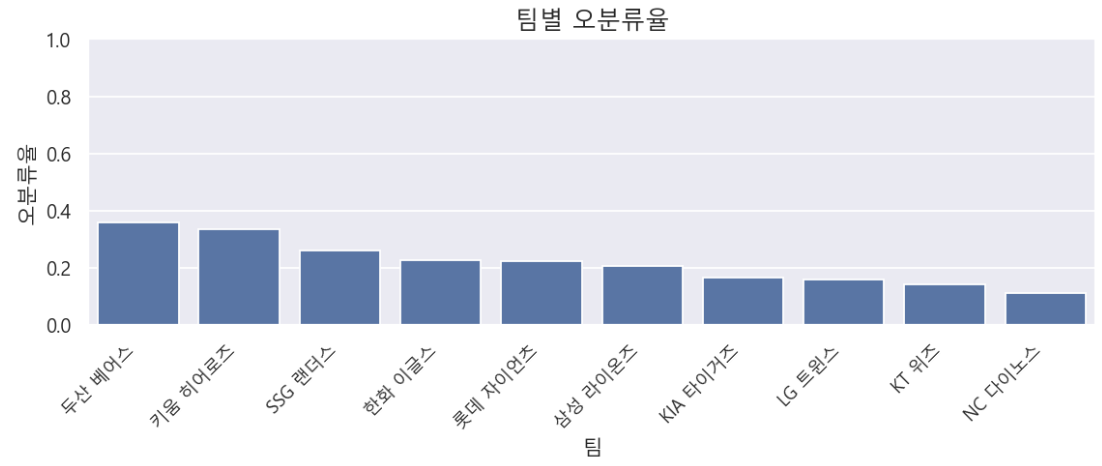 팀별 오분류율
오분류율
1.0
0.8
0.6
0.4
0.2
0.0
두산 베어스
키움 히어로즈
SSG 랜더스
한화 이글스
롯데 자이언츠
삼성 라이온즈
KIA 타이거즈
LG 트윈스
KT 위즈
NC 다이노스
팀